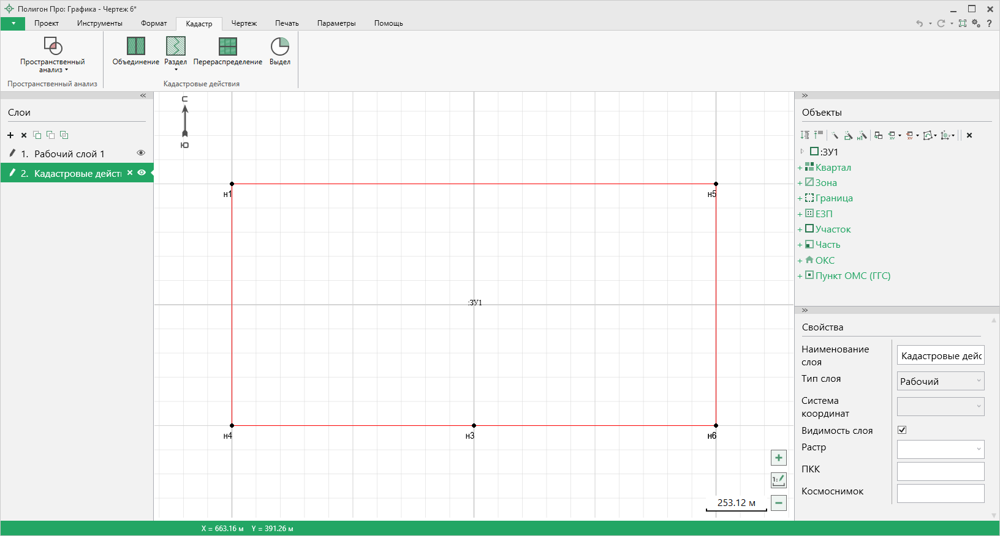 Полигон Про: Графика - Чертеж 6*
Проект Инструменты Формат Кадастр Чертеж Печать Параметры Помощь
Пространственный анализ
Объединение Раздел Перераспределение Выдел
Пространственный анализ Кадастровые действия
Слои
1. Рабочий слой 1
2. Кадастровые дейст
С
Ю
н1
н5
:ЗУ1
н4
н3
н6
253.12 м
Объекты
:ЗУ1
Квартал
Зона
Граница
ЕЗП
Участок
Часть
ОКС
Пункт ОМС (ГГС)
Свойства
Наименование слоя Кадастровые дейс
Тип слоя Рабочий
Система координат
Видимость слоя
Растр
ПКК
Космоснимок
X = 663.16 м Y = 391.26 м